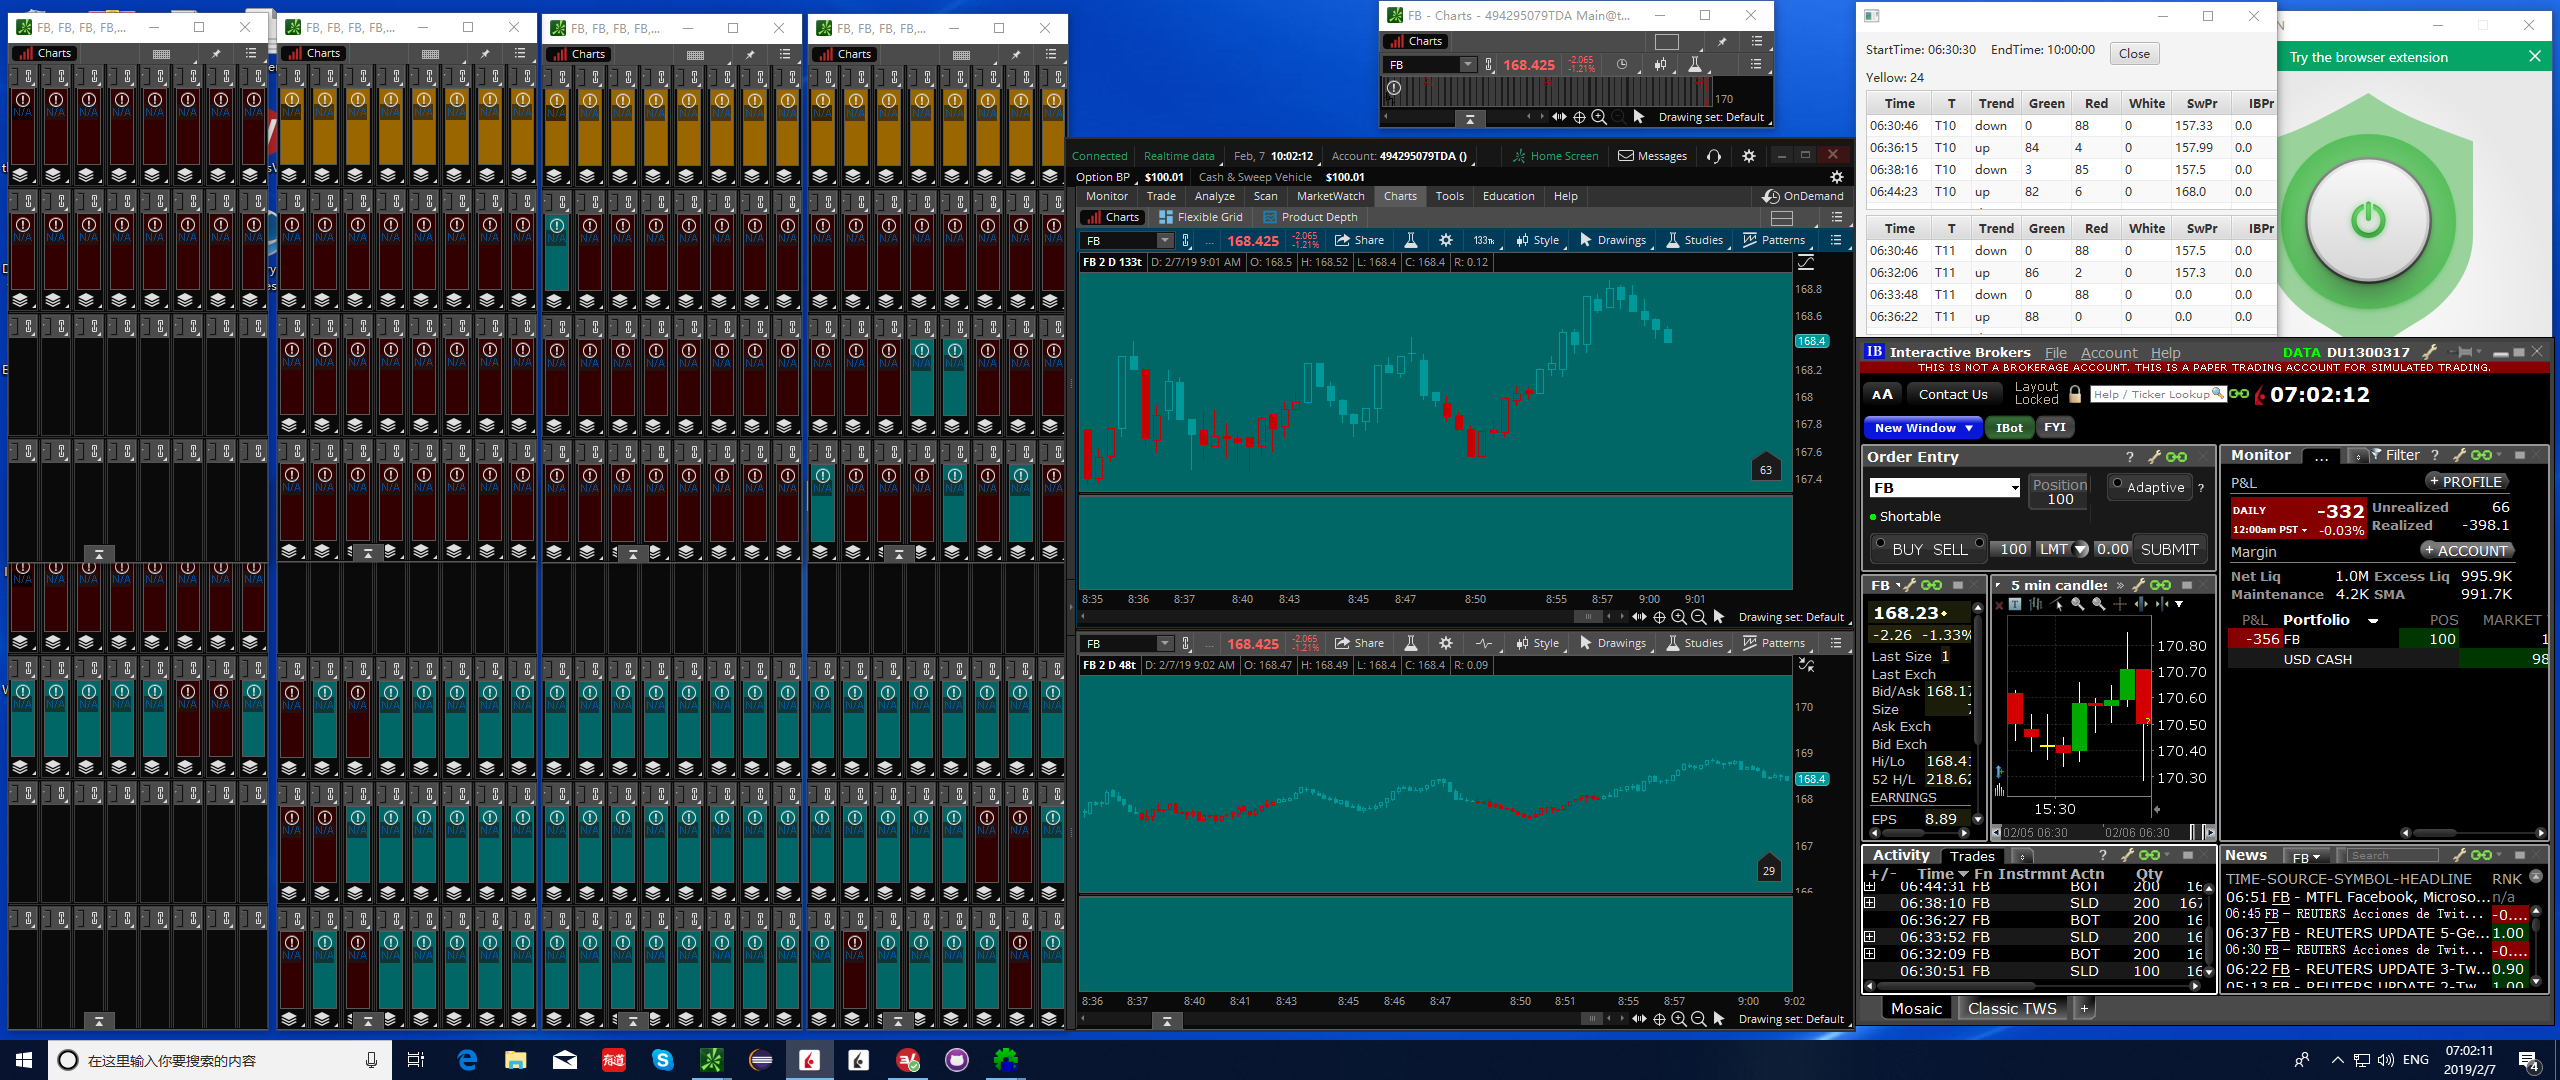 FB, FB, FB, FB,...
Charts
FB, FB, FB, FB,...
Charts
FB, FB, FB, FB,...
Charts
FB, FB, FB, FB,...
Charts
FB - Charts - 494295079TDA Main@t...
Charts
FB 168.425 -2.065 -1.21%
170
Drawing set: Default
Connected Realtime data Feb, 7 10:02:12 Account: 494295079TDA () Home Screen Messages
Option BP $100.01 Cash & Sweep Vehicle $100.01
Monitor Trade Analyze Scan MarketWatch Charts Tools Education Help OnDemand
Charts Flexible Grid Product Depth
FB ... 168.425 -2.065 -1.21% Share 133Tk Style Drawings Studies Patterns
FB 2 D 133t D: 2/7/19 9:01 AM O: 168.5 H: 168.52 L: 168.4 C: 168.4 R: 0.12
168.8
168.6
168.4
168.2
168
167.8
167.6
167.4
63
8:35 8:36 8:37 8:40 8:43 8:45 8:47 8:50 8:55 8:57 9:00 9:01
Drawing set: Default
FB ... 168.425 -2.065 -1.21% Share Style Drawings Studies Patterns
FB 2 D 48t D: 2/7/19 9:02 AM O: 168.47 H: 168.49 L: 168.4 C: 168.4 R: 0.09
170
169
168.4
168
167
166
29
8:36 8:37 8:40 8:41 8:43 8:45 8:46 8:47 8:50 8:51 8:55 8:57 9:00 9:02
Drawing set: Default
StartTime: 06:30:30 EndTime: 10:00:00 Close
Yellow: 24
Time T Trend Green Red White SwPr IBPr
06:30:46 T10 down 0 88 0 157.33 0.0
06:36:15 T10 up 84 4 0 157.99 0.0
06:38:16 T10 down 3 85 0 157.5 0.0
06:44:23 T10 up 82 6 0 168.0 0.0
Time T Trend Green Red White SwPr IBPr
06:30:46 T11 down 0 88 0 157.5 0.0
06:32:06 T11 up 86 2 0 157.3 0.0
06:33:48 T11 down 0 88 0 0.0 0.0
06:36:22 T11 up 88 0 0 0.0 0.0
N
Try the browser extension
IB Interactive Brokers File Account Help DATA DU1300317
THIS IS NOT A BROKERAGE ACCOUNT. THIS IS A PAPER TRADING ACCOUNT FOR SIMULATED TRADING.
AA Contact Us Layout Locked Help / Ticker Lookup 07:02:12
New Window IBot FYI
Order Entry ?
FB Position 100 Adaptive ?
Shortable
BUY SELL 100 LMT 0.00 SUBMIT
Monitor ... Filter ?
P&L + PROFILE
DAILY -332 Unrealized 66
12:00am PST -0.03% Realized -398.1
Margin + ACCOUNT
Net Liq 1.0M Excess Liq 995.9K
Maintenance 4.2K SMA 991.7K
P&L Portfolio POS MARKET
-356 FB 100 1
USD CASH 98
FB
168.23
-2.26 -1.33%
Last Size 1
Last Exch
Bid/Ask 168.17
Size
Ask Exch
Bid Exch
Hi/Lo 168.41
52 H/L 218.62
EARNINGS
EPS 8.89
5 min candles
170.80
170.70
170.60
170.50
170.40
170.30
15:30
02/05 06:30 02/06 06:30
Activity Trades ?
+/- Time Fn Instrmnt Actn Qty
06:44:31 FB BOT 200 16
06:38:10 FB SLD 200 167
06:36:27 FB BOT 200 16
06:33:52 FB SLD 200 16
06:32:09 FB BOT 200 16
06:30:51 FB SLD 100 16
Mosaic Classic TWS +
News FB Search
TIME-SOURCE-SYMBOL-HEADLINE RNK
06:51 FB - MTFL Facebook, Microso... n/a
06:45 FB - REUTERS Acciones de Twit... -0....
06:37 FB - REUTERS UPDATE 5-Ge... 1.00
06:30 FB - REUTERS Acciones de Twit... -0....
06:22 FB - REUTERS UPDATE 3-Tw... 0.90
05:13 FB - REUTERS UPDATE 2-Tw... 1.00
在这里输入你要搜索的内容
有道
ENG
07:02:11
2019/2/7
4